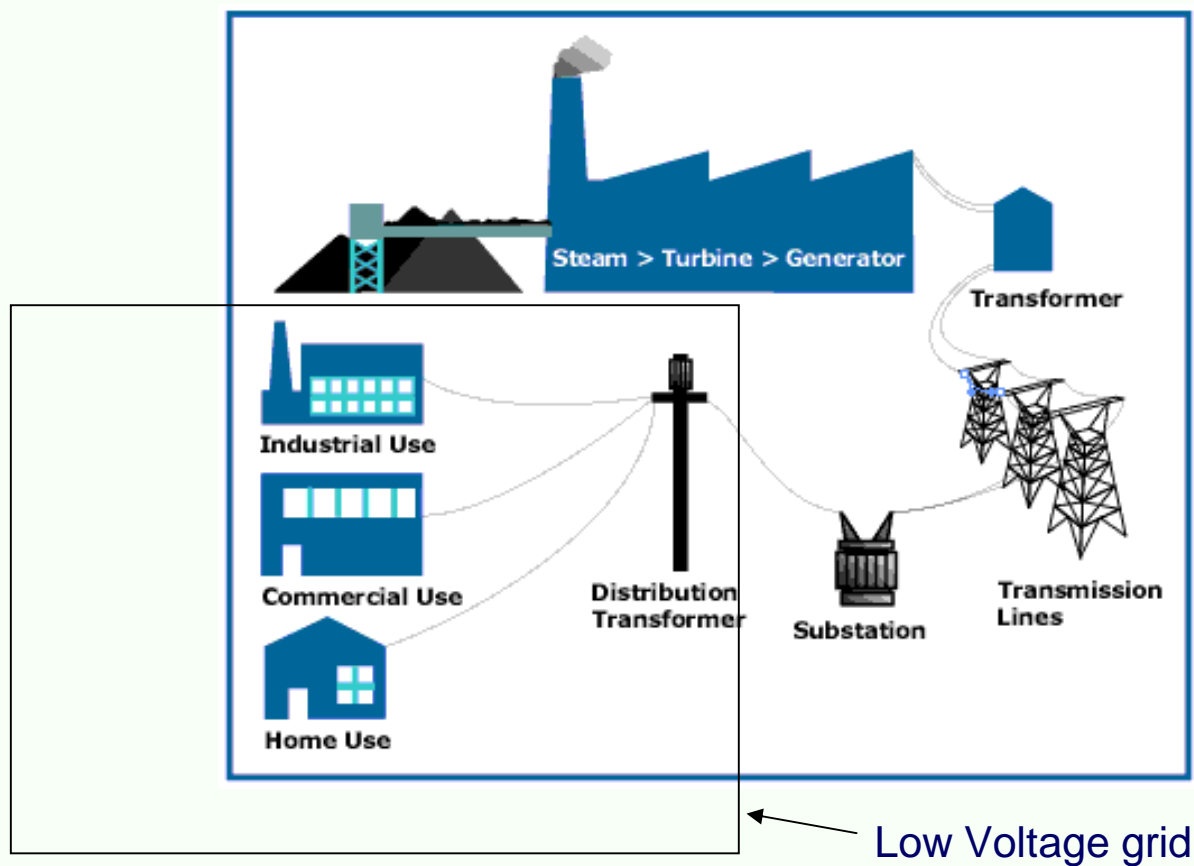 Steam > Turbine > Generator
Transformer
Industrial Use
Commercial Use
Home Use
Distribution
Transformer
Substation
Transmission
Lines
Low Voltage grid